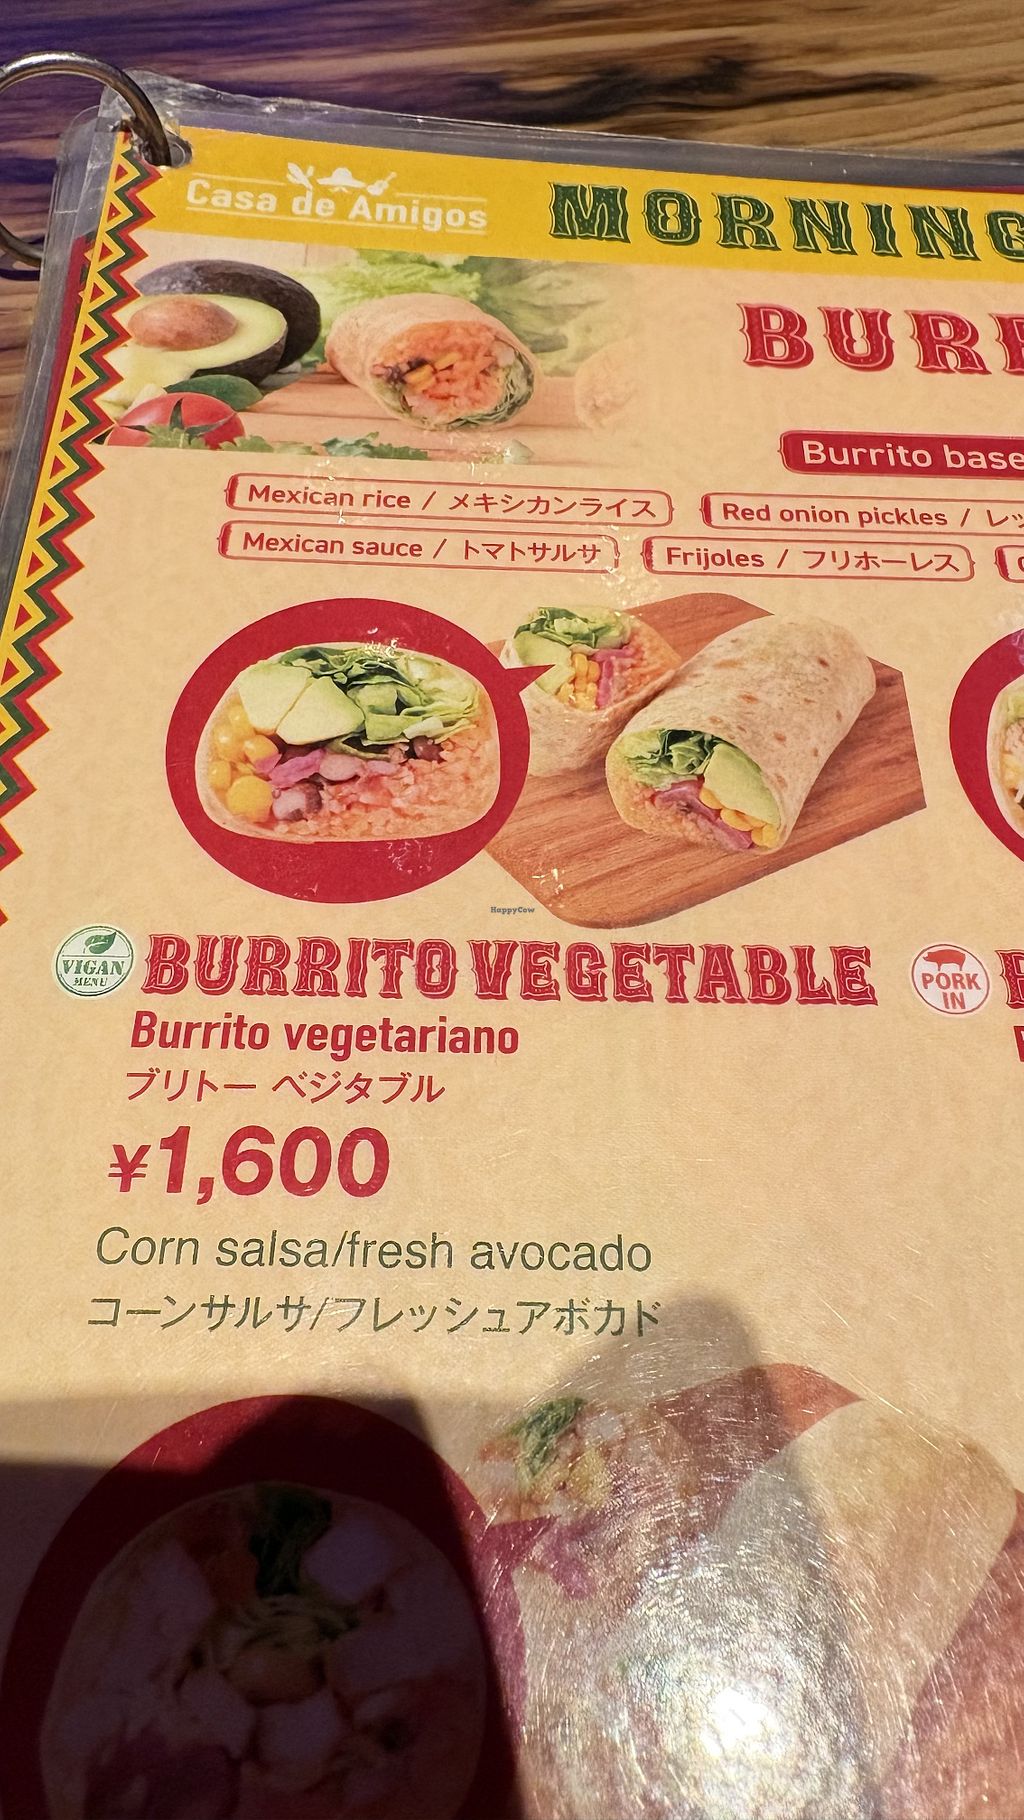 Casa de Amigos
MORNING
Burrito base
Mexican rice / メキシカンライス
Red onion pickles /
Mexican sauce / トマトサルサ
Frijoles / フリホーレス
HappyCow
VIGAN
MENU
BURRITO VEGETABLE
PORK
IN
Burrito vegetariano
ブリトー ベジタブル
¥1,600
Corn salsa/fresh avocado
コーンサルサ/フレッシュアボカド